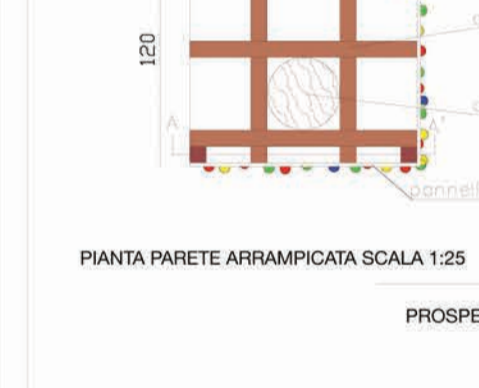 120
A
A'
pannell
PIANTA PARETE ARRAMPICATA SCALA 1:25
PROSPE